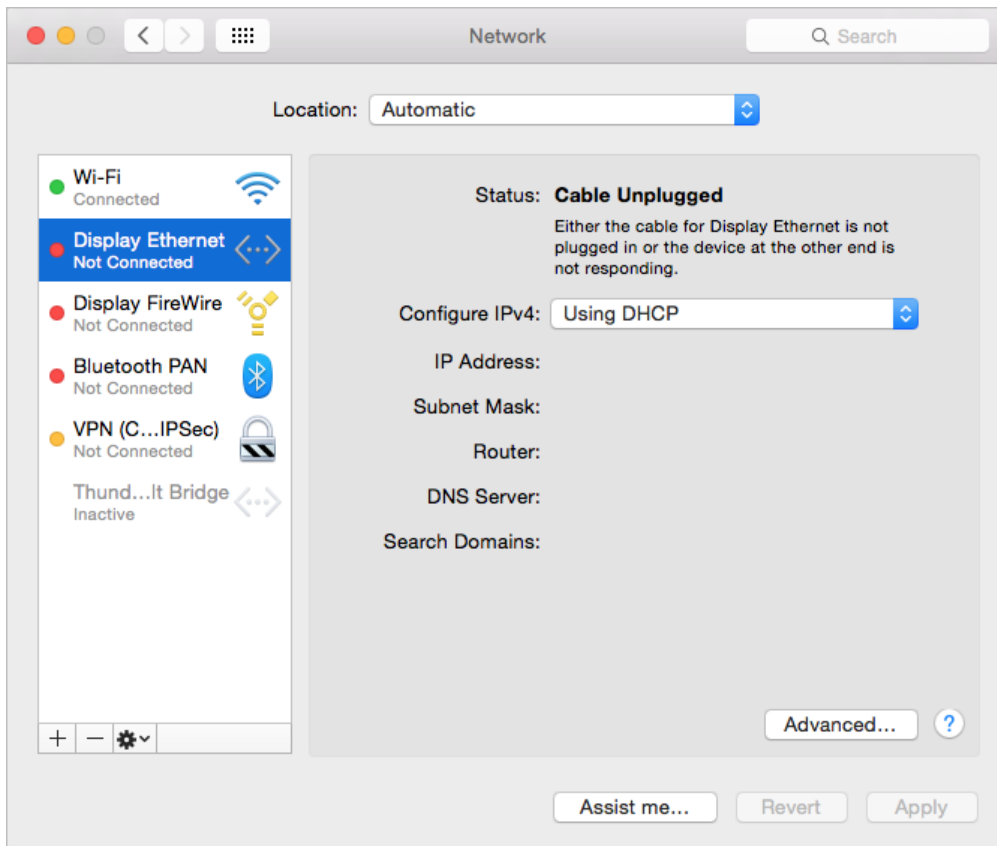 Network
Search
Location: Automatic
Wi-Fi
Connected
Display Ethernet
Not Connected
Display FireWire
Not Connected
Bluetooth PAN
Not Connected
VPN (C...IPSec)
Not Connected
Thund...lt Bridge
Inactive
Status: Cable Unplugged
Either the cable for Display Ethernet is not
plugged in or the device at the other end is
not responding.
Configure IPv4: Using DHCP
IP Address:
Subnet Mask:
Router:
DNS Server:
Search Domains:
Advanced... ?
Assist me... Revert Apply